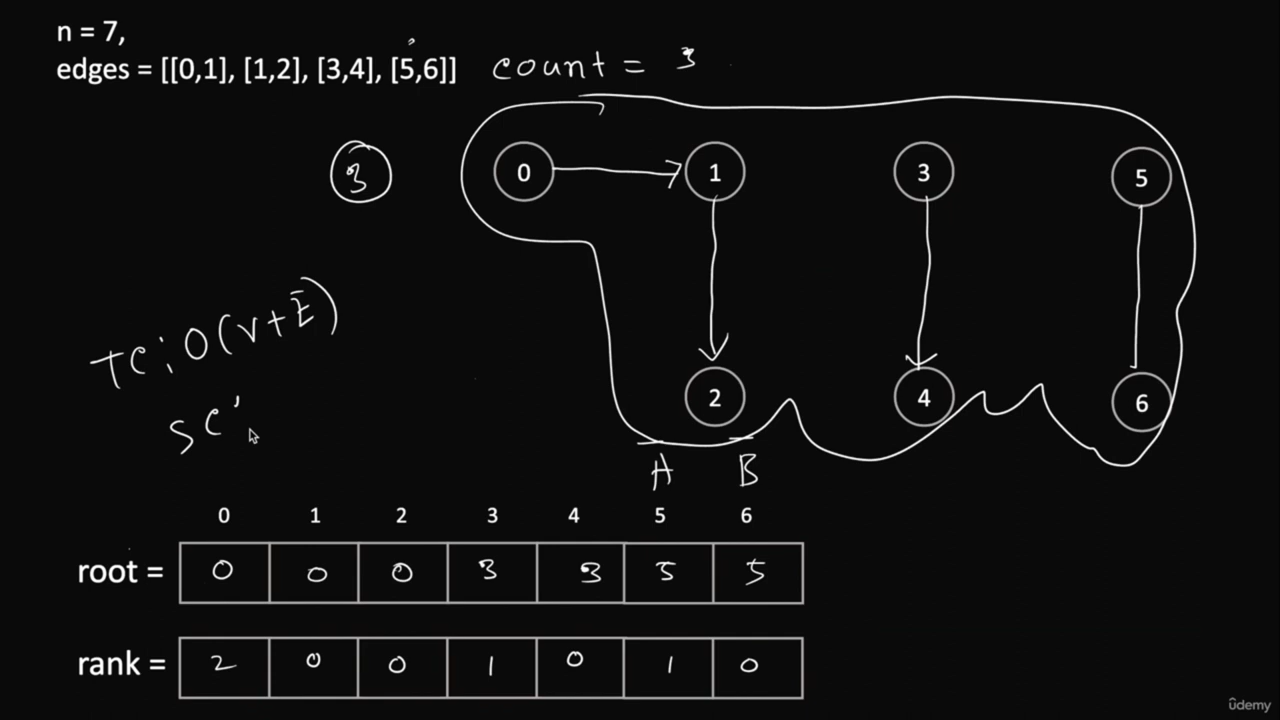 n = 7,
edges = [[0,1], [1,2], [3,4], [5,6]] count = 3
3 0 1 3 5
TC: O(V+E)
2 4 6
SC:
A B
0 1 2 3 4 5 6
root = 0 0 0 3 3 5 5
rank = 2 0 0 1 0 1 0
ûdemy